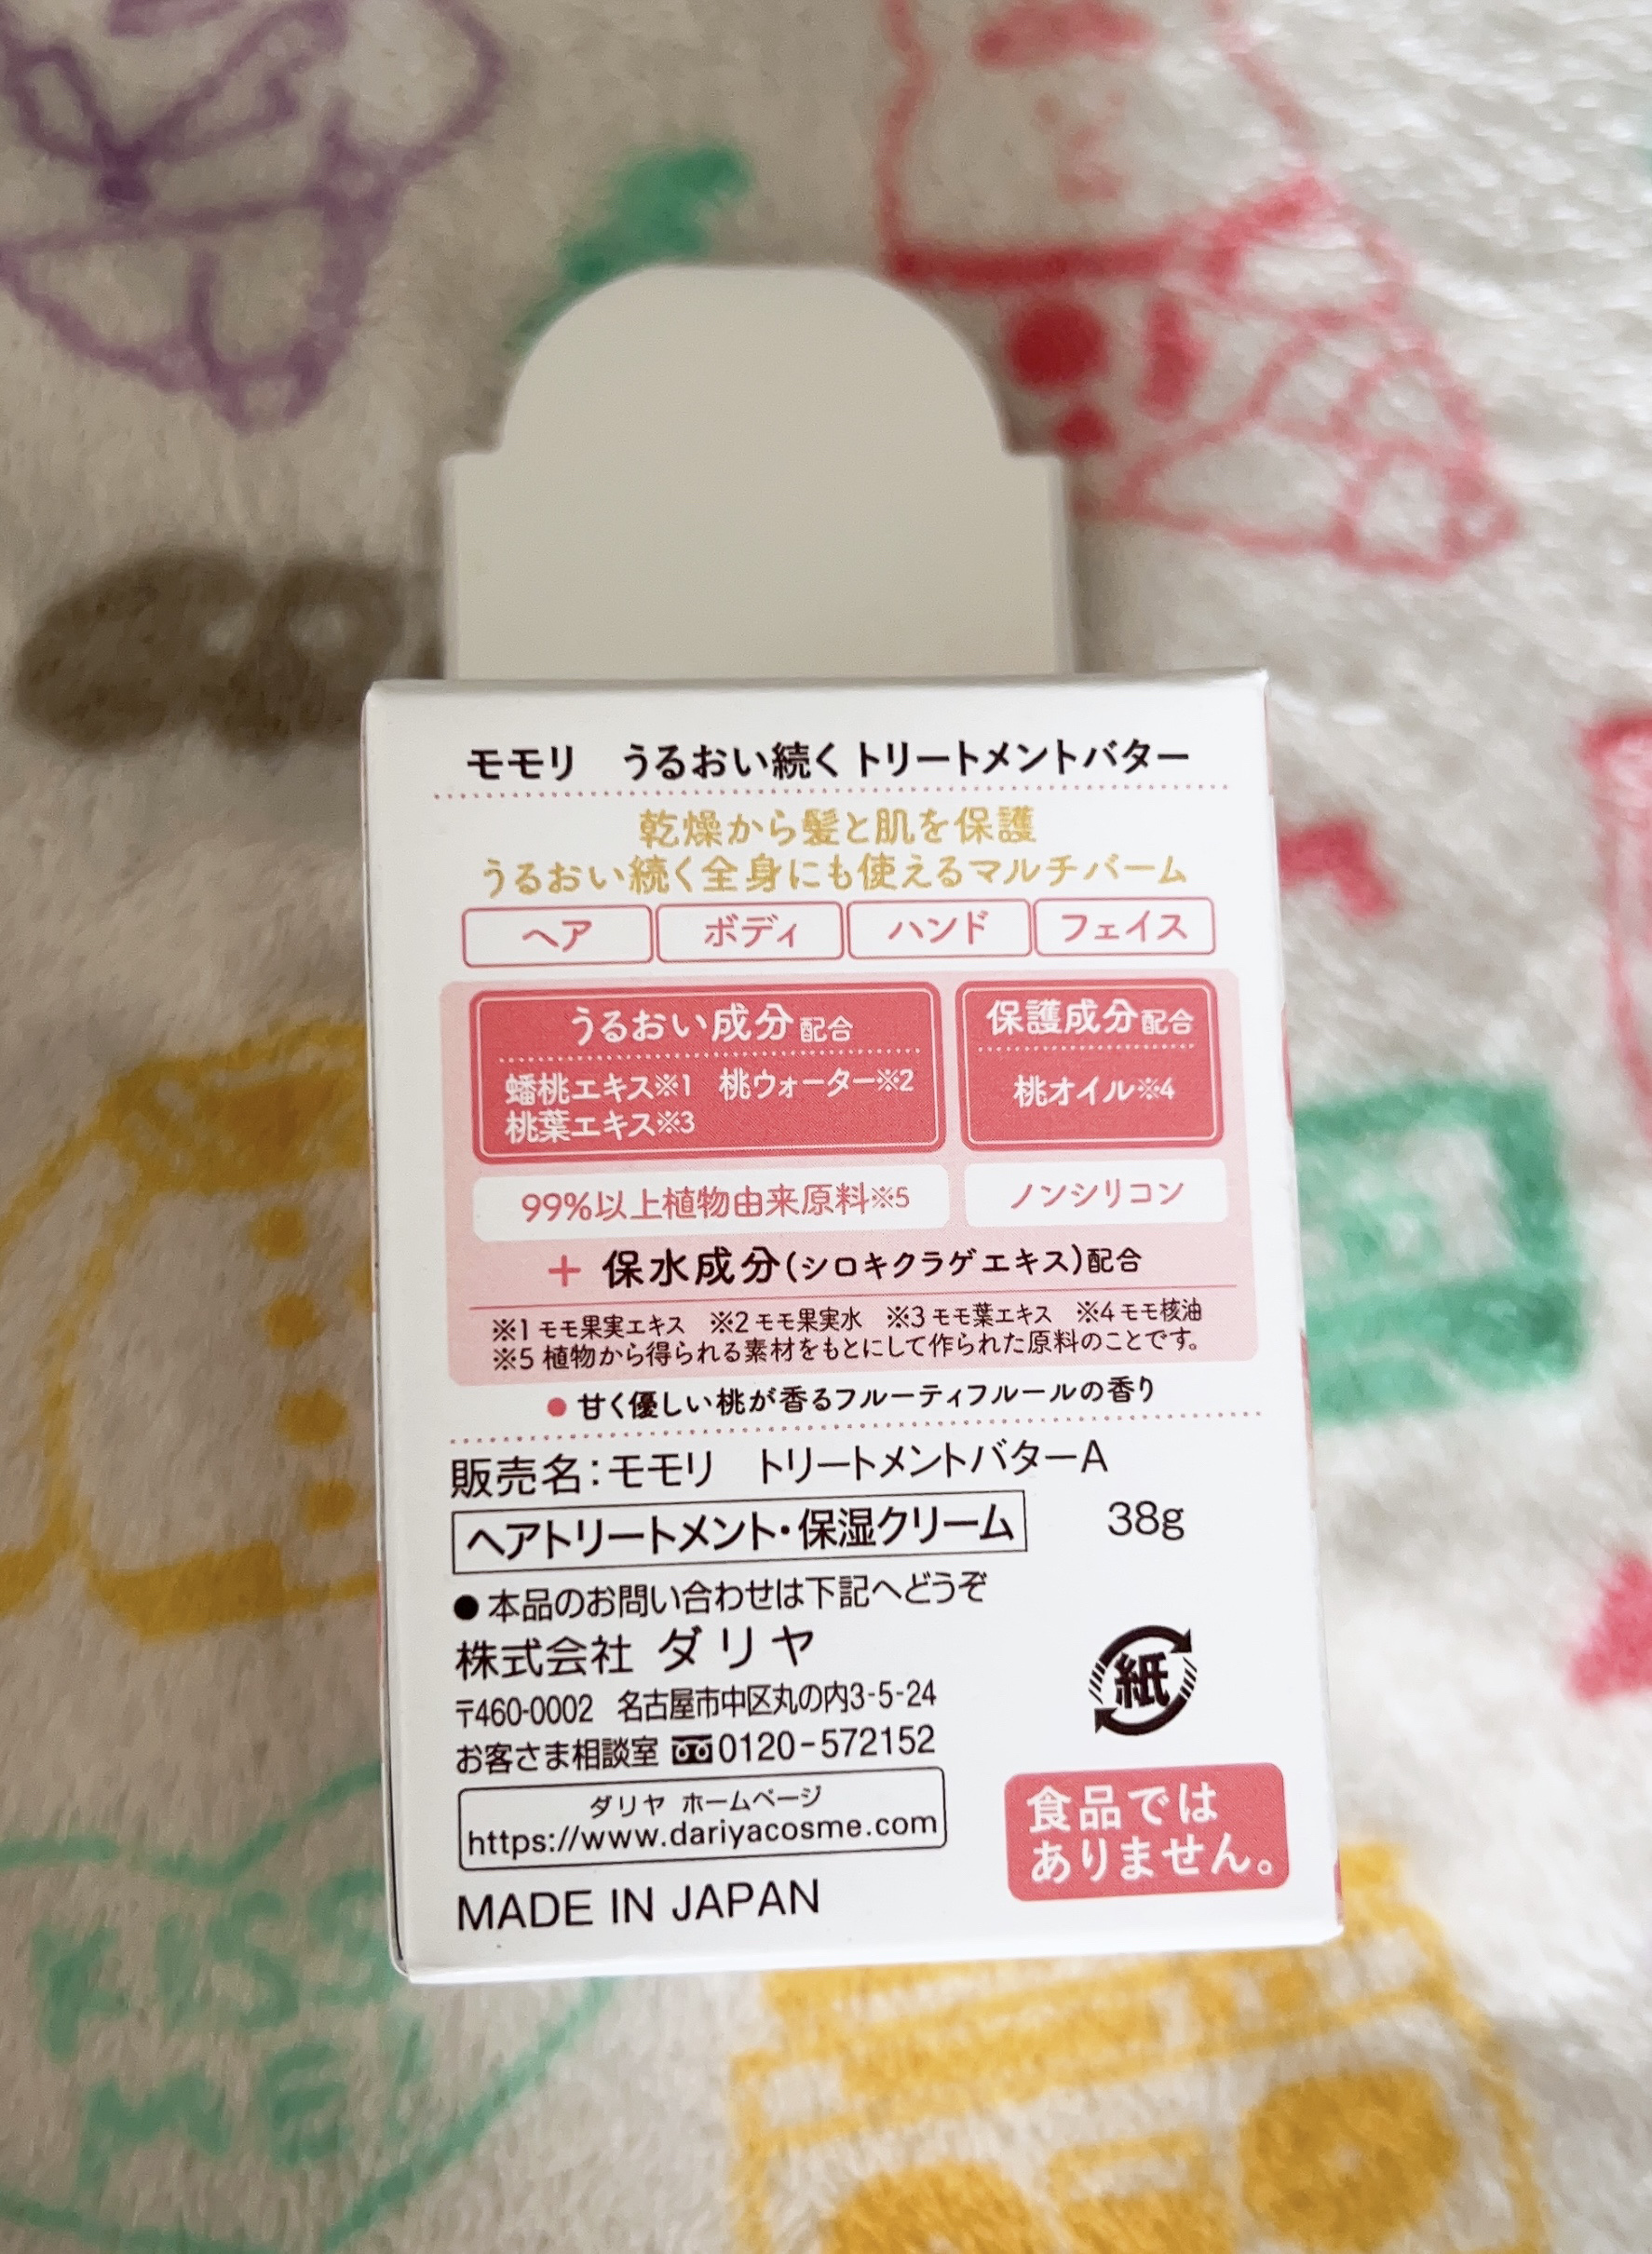 モモリ　うるおい続くトリートメントバター
乾燥から髪と肌を保護
うるおい続く全身にも使えるマルチバーム
ヘア ボディ ハンド フェイス
うるおい成分配合
蟠桃エキス※1 桃ウォーター※2
桃葉エキス※3
保護成分配合
桃オイル※4
99%以上植物由来原料※5 ノンシリコン
+ 保水成分(シロキクラゲエキス)配合
※1 モモ果実エキス ※2 モモ果実水 ※3 モモ葉エキス ※4 モモ核油
※5 植物から得られる素材をもとにして作られた原料のことです。
● 甘く優しい桃が香るフルーティフルールの香り
販売名:モモリ　トリートメントバターA
ヘアトリートメント・保湿クリーム 38g
● 本品のお問い合わせは下記へどうぞ
株式会社 ダリヤ
〒460-0002 名古屋市中区丸の内3-5-24
お客さま相談室 0120-572152
紙
ダリヤ ホームページ
https://www.dariyacosme.com
食品では
ありません。
MADE IN JAPAN
KISS
ME!